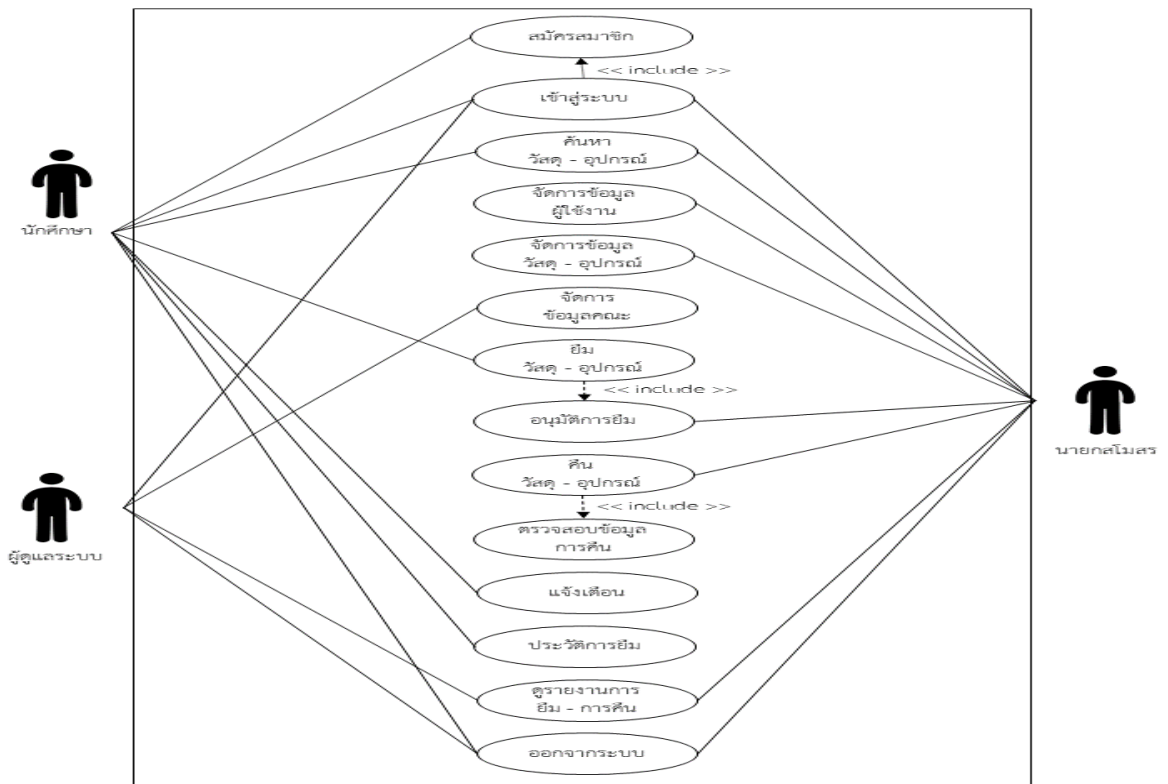 สมัครสมาชิก
<< include >>
เข้าสู่ระบบ
ค้นหา
วัสดุ - อุปกรณ์
จัดการข้อมูล
ผู้ใช้งาน
นักศึกษา
จัดการข้อมูล
วัสดุ - อุปกรณ์
จัดการ
ข้อมูลคณะ
ยืม
วัสดุ - อุปกรณ์
<< include >>
อนุมัติการยืม
นายกสโมสร
คืน
วัสดุ - อุปกรณ์
<< include >>
ตรวจสอบข้อมูล
การคืน
ผู้ดูแลระบบ
แจ้งเตือน
ประวัติการยืม
ดูรายงานการ
ยืม - การคืน
ออกจากระบบ